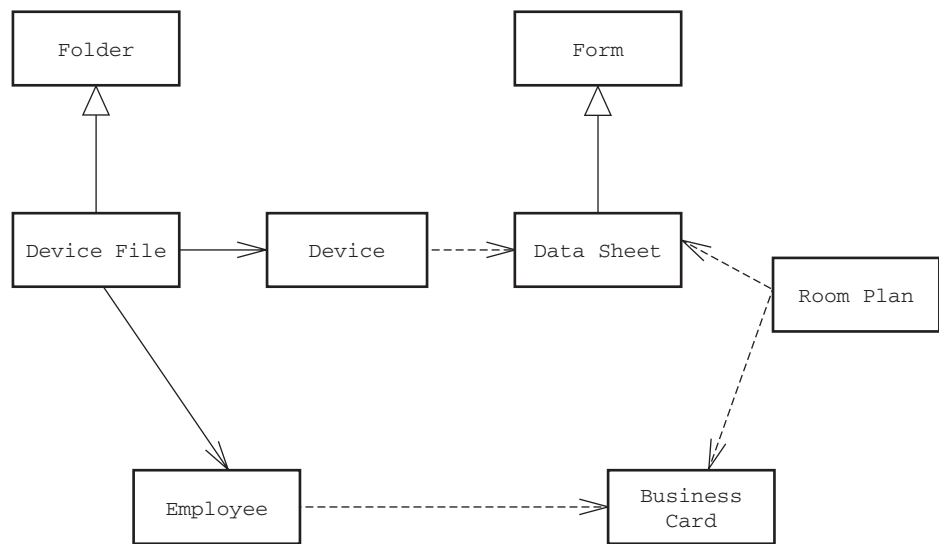 Folder
Form
Device File
Device
Data Sheet
Room Plan
Employee
Business
Card